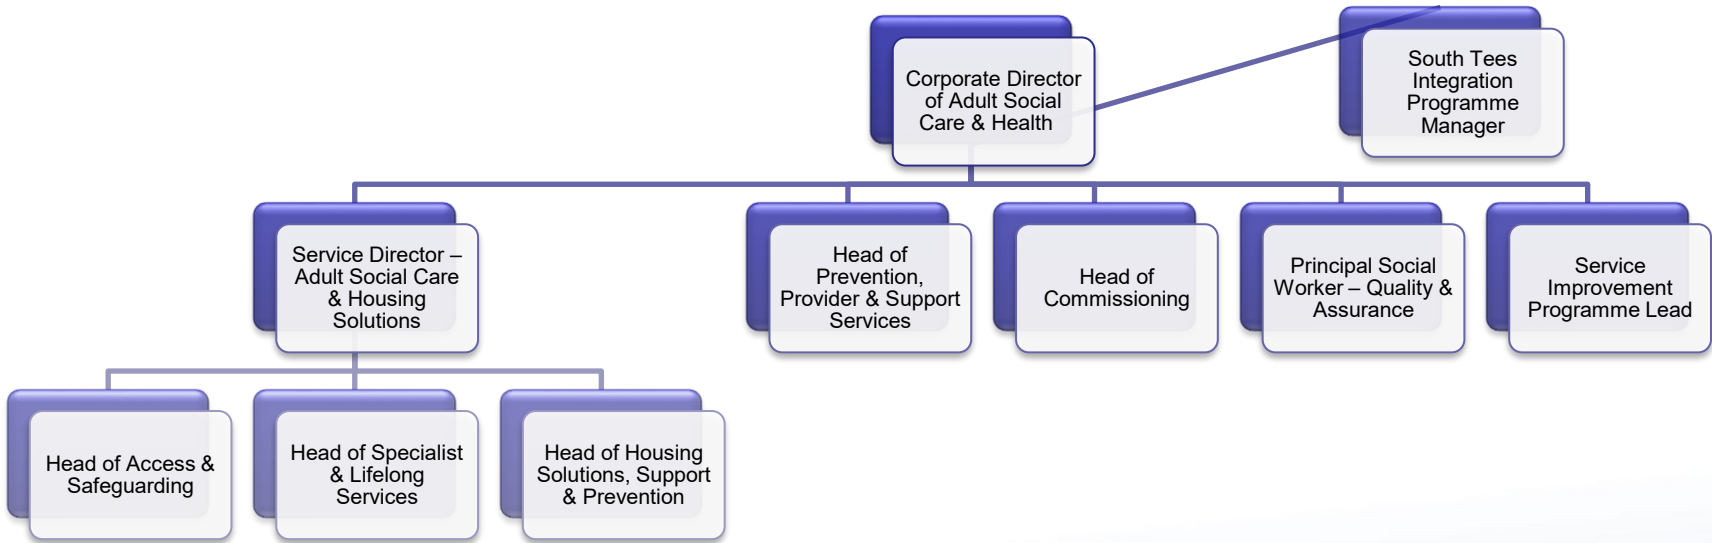 Corporate Director
of Adult Social
Care & Health
South Tees
Integration
Programme
Manager
Service Director –
Adult Social Care
& Housing
Solutions
Head of
Prevention,
Provider & Support
Services
Head of
Commissioning
Principal Social
Worker – Quality &
Assurance
Service
Improvement
Programme Lead
Head of Access &
Safeguarding
Head of Specialist
& Lifelong
Services
Head of Housing
Solutions, Support
& Prevention